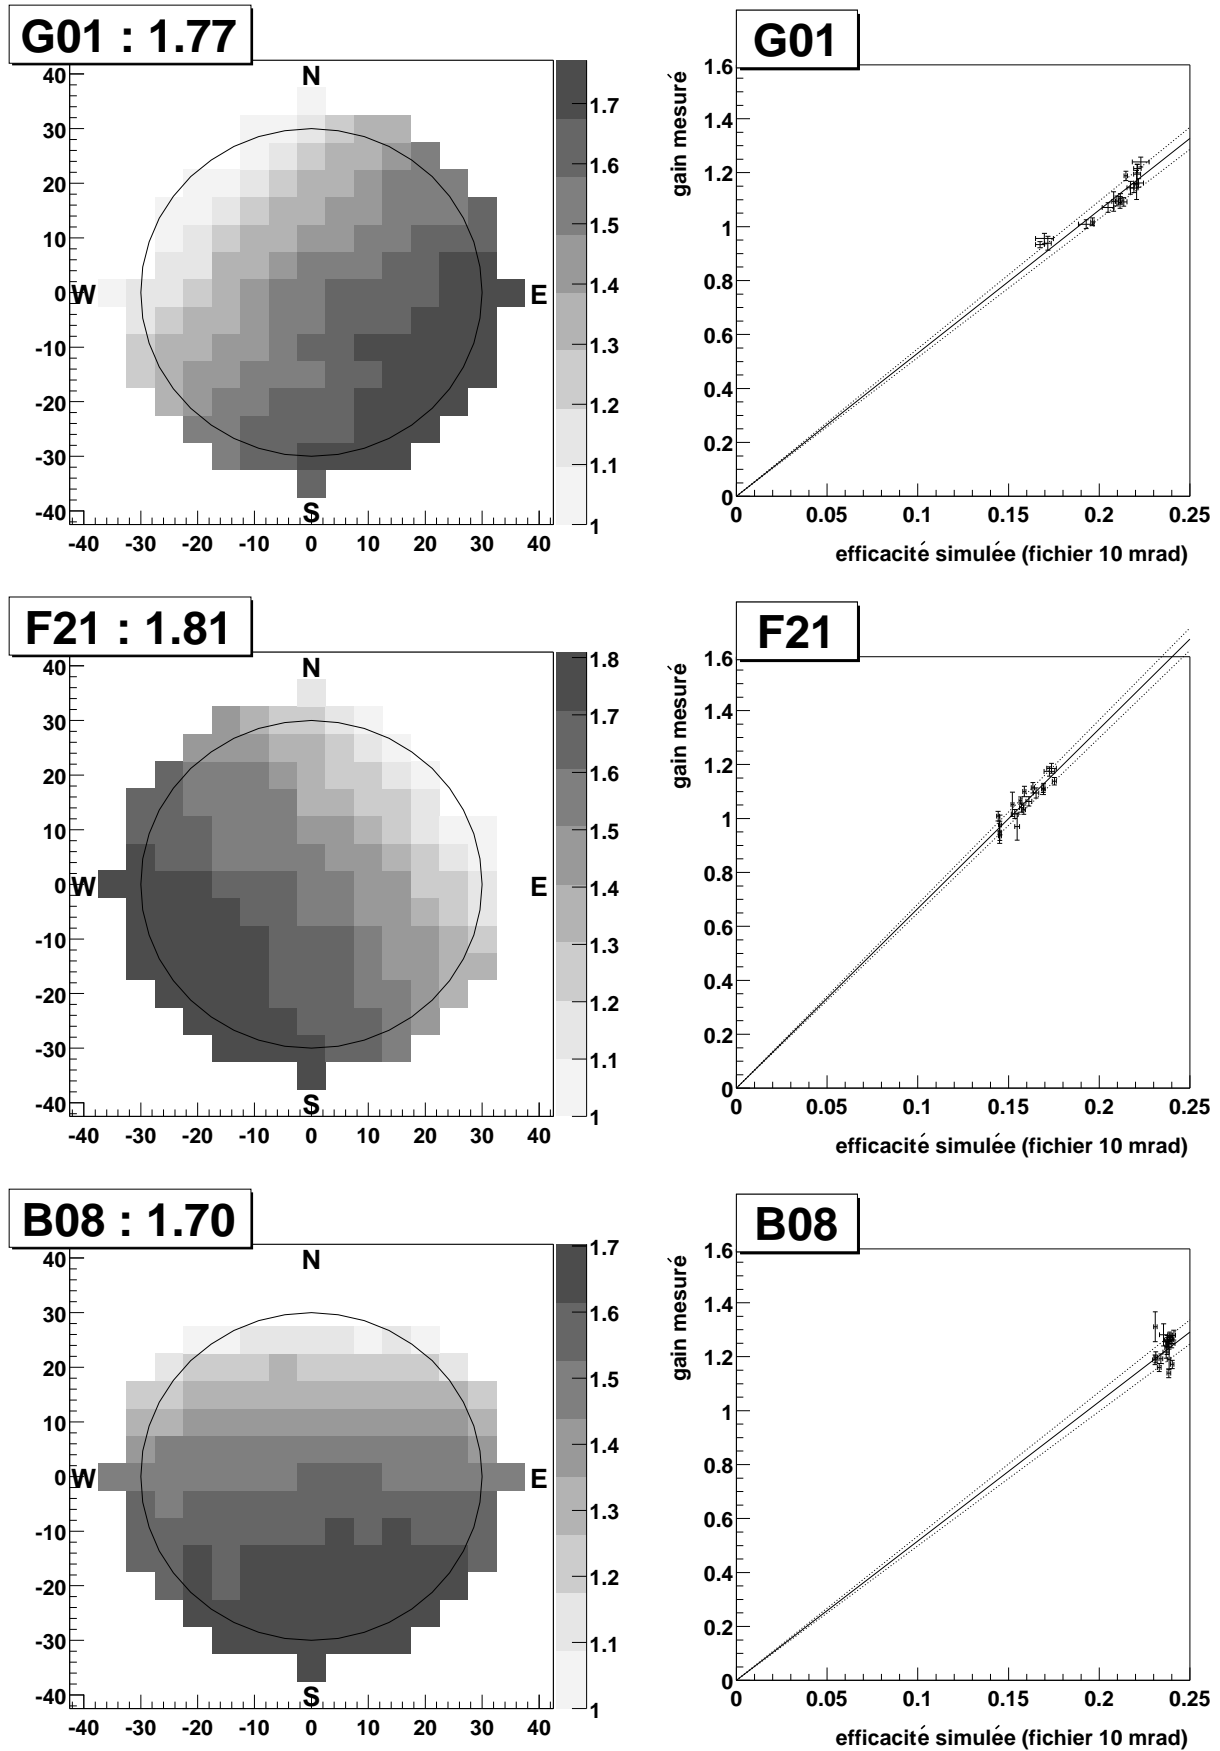 G01 : 1.77
N
W
E
S
40
30
20
10
0
-10
-20
-30
-40
-40 -30 -20 -10 0 10 20 30 40
1.7
1.6
1.5
1.4
1.3
1.2
1.1
1
G01
gain mesuré
1.6
1.4
1.2
1
0.8
0.6
0.4
0.2
0
0 0.05 0.1 0.15 0.2 0.25
efficacité simulée (fichier 10 mrad)
F21 : 1.81
N
W
E
S
40
30
20
10
0
-10
-20
-30
-40
-40 -30 -20 -10 0 10 20 30 40
1.8
1.7
1.6
1.5
1.4
1.3
1.2
1.1
1
F21
gain mesuré
1.6
1.4
1.2
1
0.8
0.6
0.4
0.2
0
0 0.05 0.1 0.15 0.2 0.25
efficacité simulée (fichier 10 mrad)
B08 : 1.70
N
W
E
S
40
30
20
10
0
-10
-20
-30
-40
-40 -30 -20 -10 0 10 20 30 40
1.7
1.6
1.5
1.4
1.3
1.2
1.1
1
B08
gain mesuré
1.6
1.4
1.2
1
0.8
0.6
0.4
0.2
0
0 0.05 0.1 0.15 0.2 0.25
efficacité simulée (fichier 10 mrad)